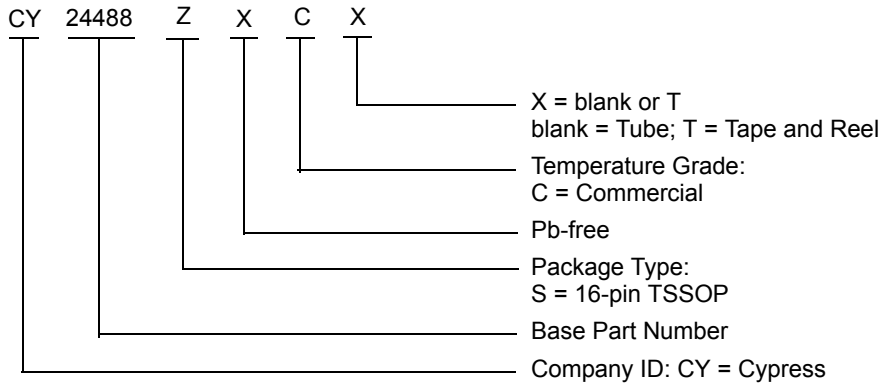 CY 24488 Z X C X
X = blank or T
blank = Tube; T = Tape and Reel
Temperature Grade:
C = Commercial
Pb-free
Package Type:
S = 16-pin TSSOP
Base Part Number
Company ID: CY = Cypress